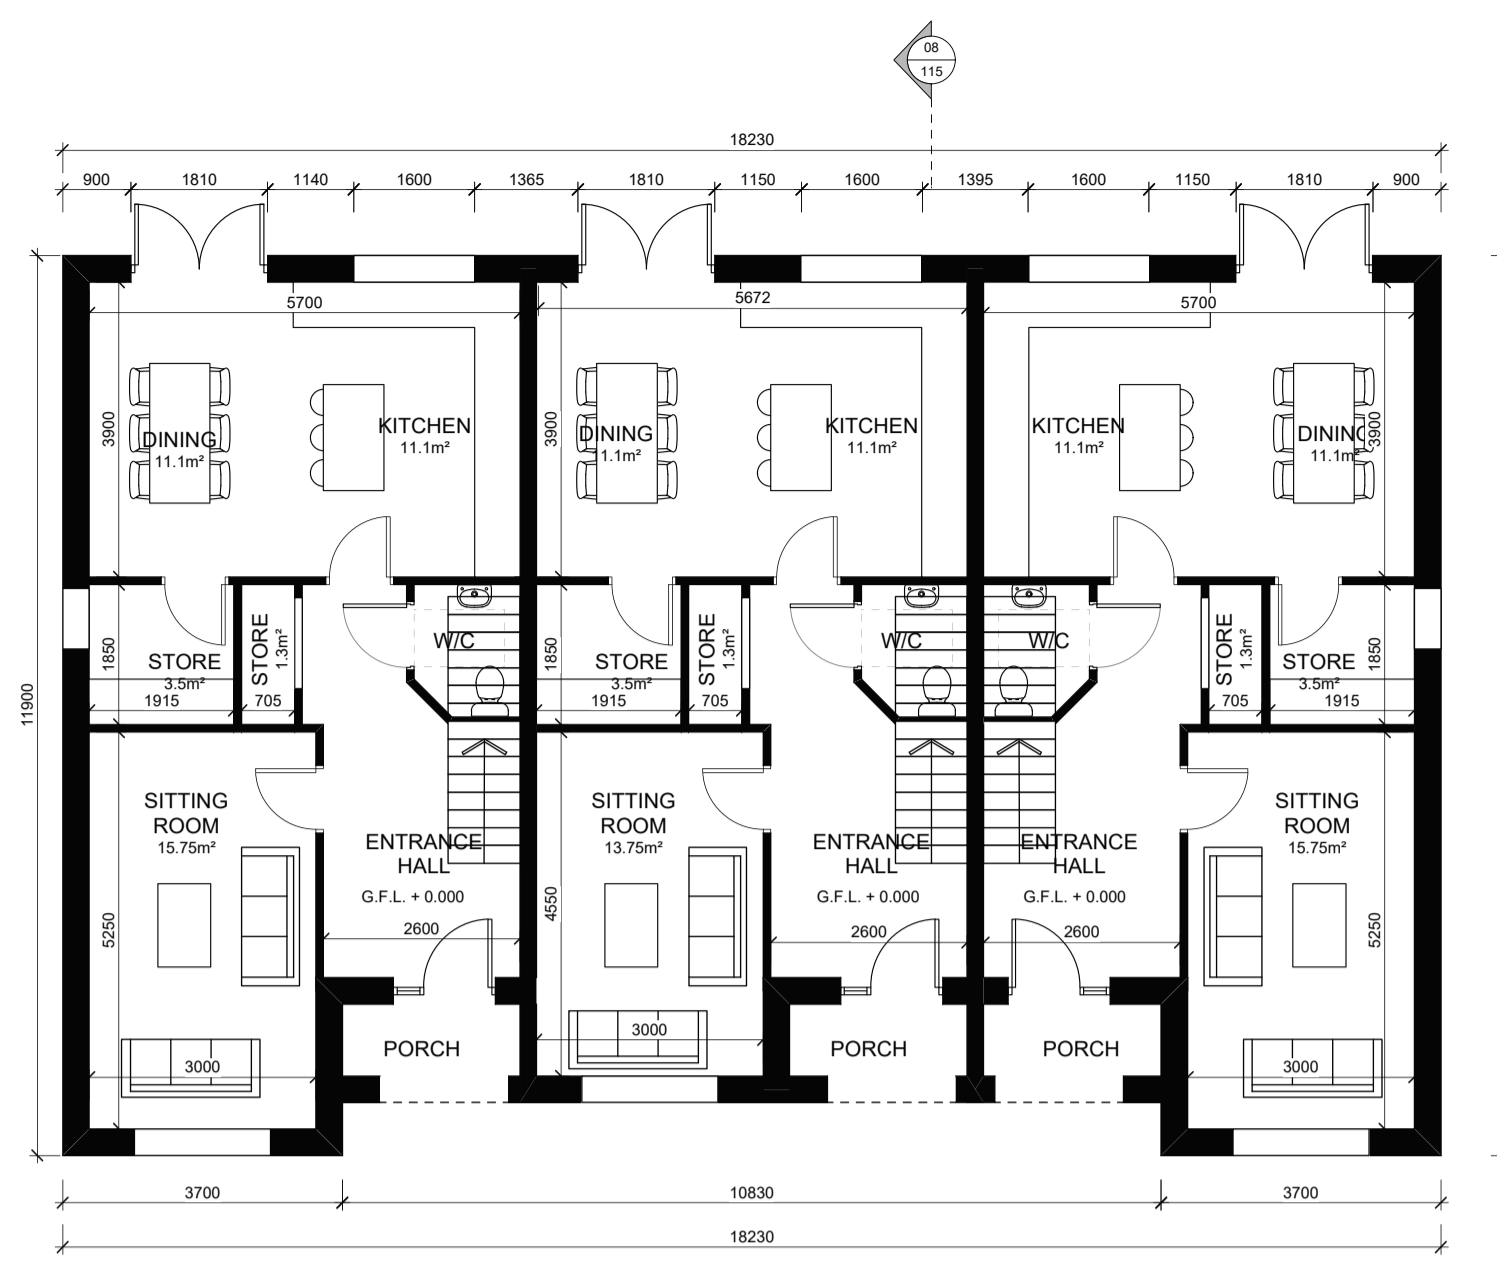 08
115
18230
900 1810 1140 1600 1365 1810 1150 1600 1395 1600 1150 1810 900
5700 5672 5700
3900 3900 3900
DINING
11.1m²
KITCHEN
11.1m²
DINING
11.1m²
KITCHEN
11.1m²
KITCHEN
11.1m²
DINING
11.1m²
11900
1850
STORE
3.5m²
1915
STORE
1.3m²
705
W/C
1850
STORE
3.5m²
1915
STORE
1.3m²
705
W/C
W/C
STORE
1.3m²
705
STORE
3.5m²
1915
1850
SITTING
ROOM
15.75m²
5250
3000
ENTRANCE
HALL
G.F.L. + 0.000
2600
PORCH
SITTING
ROOM
13.75m²
4550
3000
ENTRANCE
HALL
G.F.L. + 0.000
2600
PORCH
ENTRANCE
HALL
G.F.L. + 0.000
2600
PORCH
SITTING
ROOM
15.75m²
5250
3000
3700 10830 3700
18230